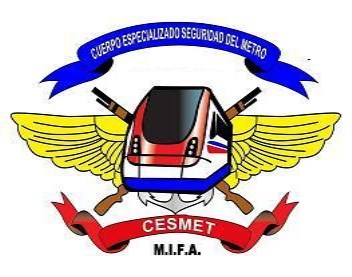 CUERPO ESPECIALIZADO SEGURIDAD DEL METRO
CESMET
M.I.F.A.